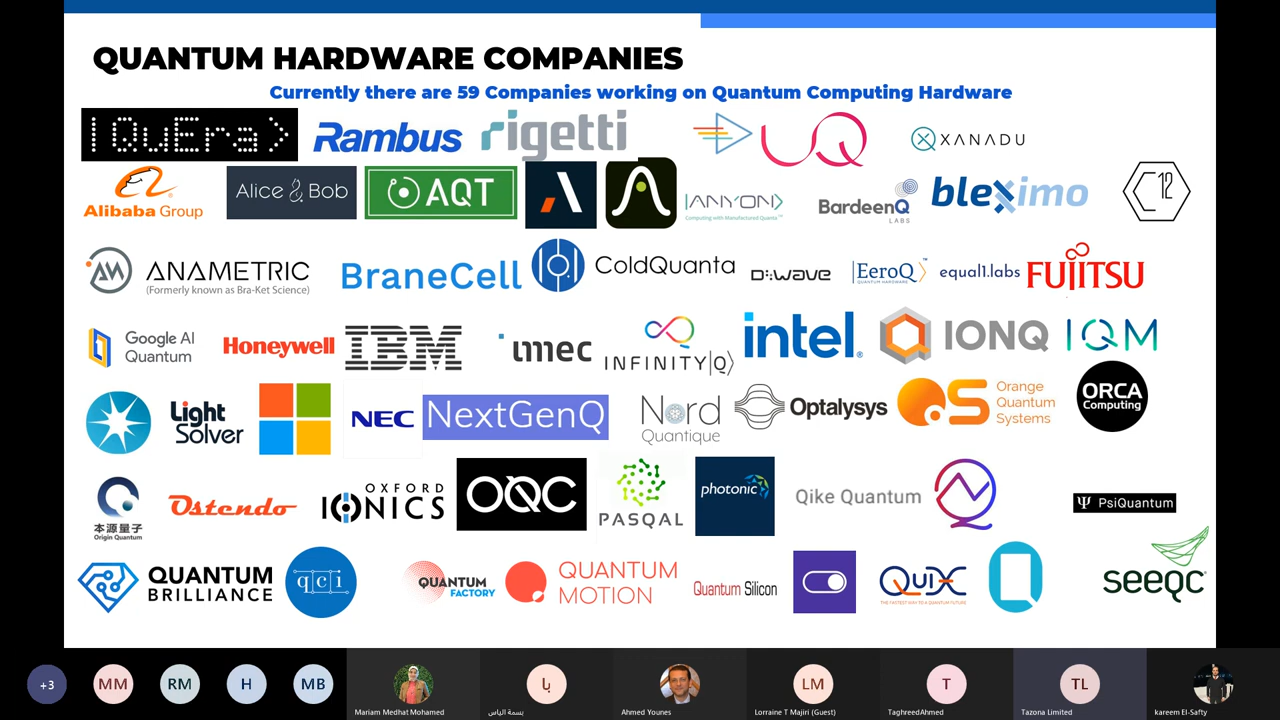 QUANTUM HARDWARE COMPANIES
Currently there are 59 Companies working on Quantum Computing Hardware
|QuEra>
Rambus
rigetti
UQ
XANADU
Alibaba Group
Alice & Bob
AQT
|ANYON>
Computing with Manufactured Quanta™
BardeenQ
LABS
bleximo
C12
ANAMETRIC
(Formerly known as Bra-Ket Science)
BraneCell
ColdQuanta
D:wave
|EeroQ>™
QUANTUM HARDWARE
equal1.labs
FUJITSU
Google AI
Quantum
Honeywell
IBM
imec
INFINITY|Q>
intel®
IONQ
IQM
Light
Solver
NEC
NextGenQ
Nord
Quantique
Optalysys
QS
Orange
Quantum
Systems
ORCA
Computing
本源量子
Origin Quantum
Ostendo
OXFORD
IONICS
OQC
PASQAL
photonic
Qike Quantum
Ψ PsiQuantum
QUANTUM
BRILLIANCE
qci
QUANTUM
FACTORY
QUANTUM
MOTION
Quantum Silicon
QuiX
THE FASTEST WAY TO A QUANTUM FUTURE
Q
seeQC
+3
MM
RM
H
MB
Mariam Medhat Mohamed
با
بسمة الياس
Ahmed Younes
LM
Lorraine T Majiri (Guest)
T
TaghreedAhmed
TL
Tazona Limited
kareem El-Safty